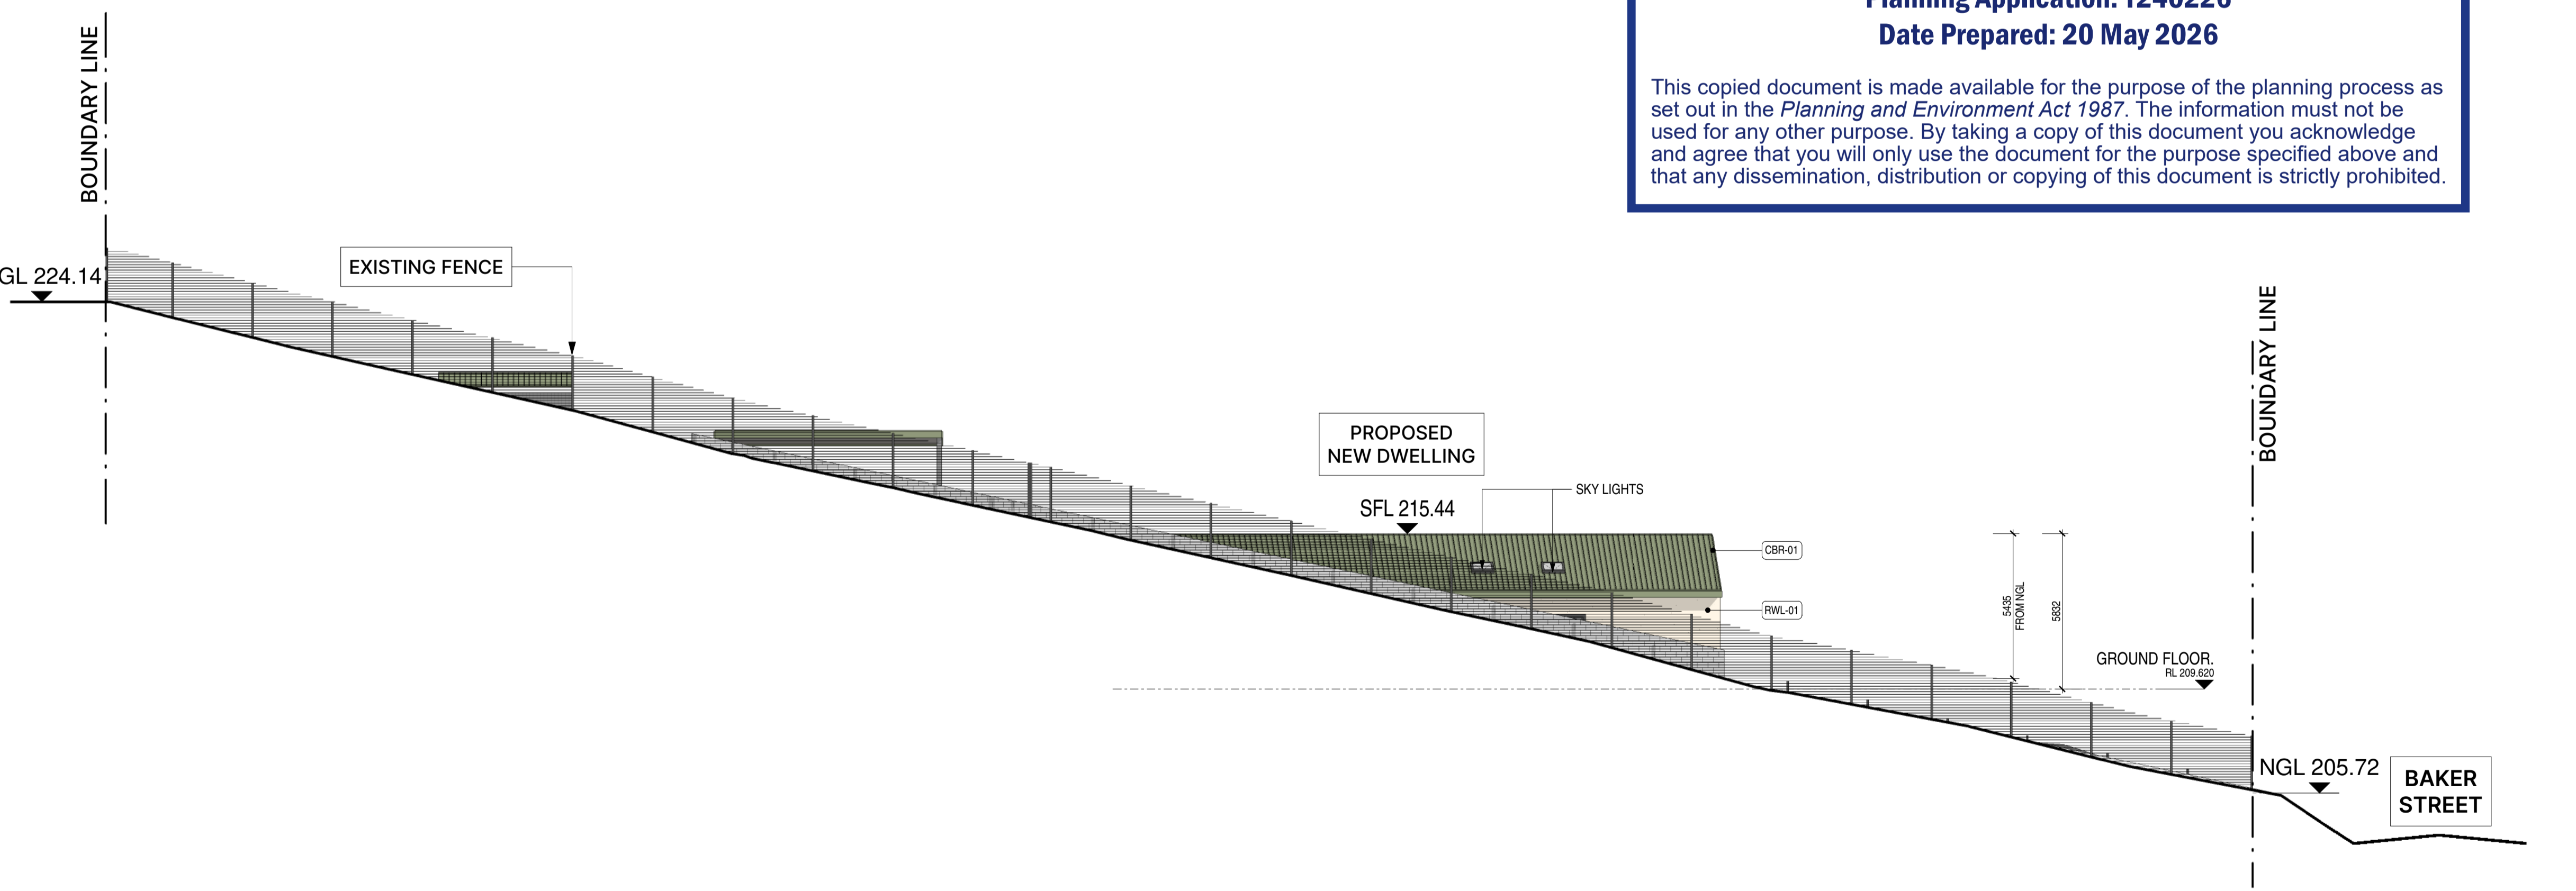 Planning Application: 1240226
Date Prepared: 20 May 2026
This copied document is made available for the purpose of the planning process as
set out in the Planning and Environment Act 1987. The information must not be
used for any other purpose. By taking a copy of this document you acknowledge
and agree that you will only use the document for the purpose specified above and
that any dissemination, distribution or copying of this document is strictly prohibited.
BOUNDARY LINE
GL 224.14
EXISTING FENCE
PROPOSED
NEW DWELLING
SFL 215.44
SKY LIGHTS
CBR-01
RWL-01
5435
FROM NGL
5832
GROUND FLOOR.
RL 209.620
BOUNDARY LINE
NGL 205.72
BAKER
STREET